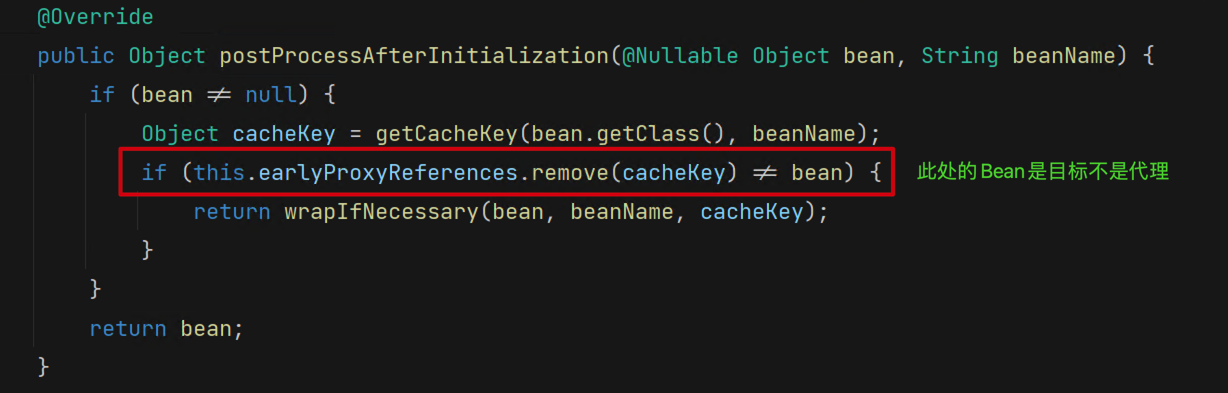 @Override
public Object postProcessAfterInitialization(@Nullable Object bean, String beanName) {
if (bean ≠ null) {
Object cacheKey = getCacheKey(bean.getClass(), beanName);
if (this.earlyProxyReferences.remove(cacheKey) ≠ bean) { 此处的Bean是目标不是代理
return wrapIfNecessary(bean, beanName, cacheKey);
}
}
return bean;
}